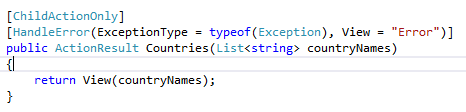 [ChildActionOnly]
[HandleError(ExceptionType = typeof(Exception), View = "Error")]
public ActionResult Countries(List<string> countryNames)
{
    return View(countryNames);
}